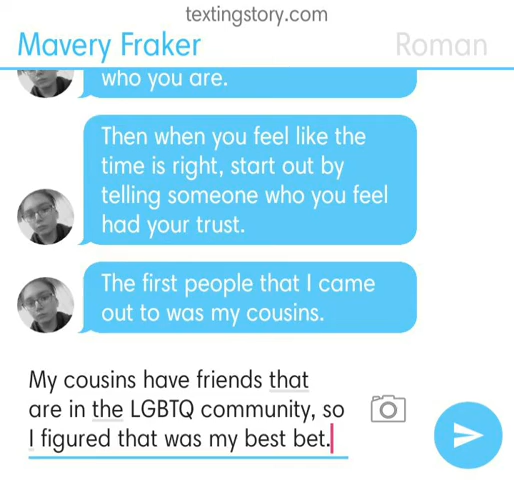 textingstory.com
Mavery Fraker
Roman
who you are.
Then when you feel like the
time is right, start out by
telling someone who you feel
had your trust.
The first people that I came
out to was my cousins.
My cousins have friends that
are in the LGBTQ community, so
I figured that was my best bet.